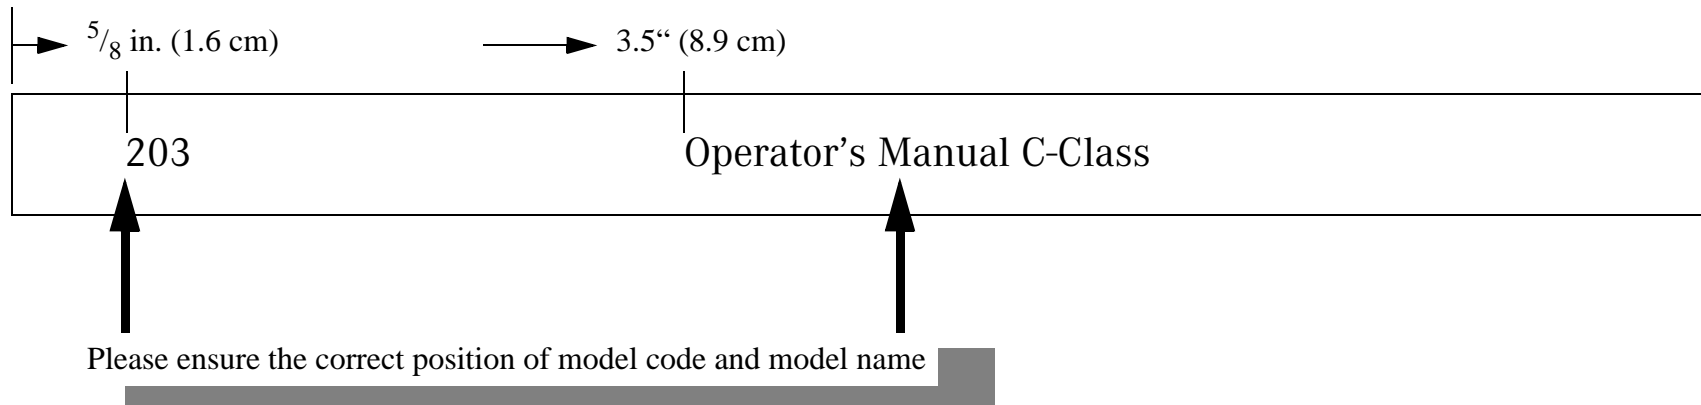 5/8 in. (1.6 cm) 3.5“ (8.9 cm)
203 Operator’s Manual C-Class
Please ensure the correct position of model code and model name